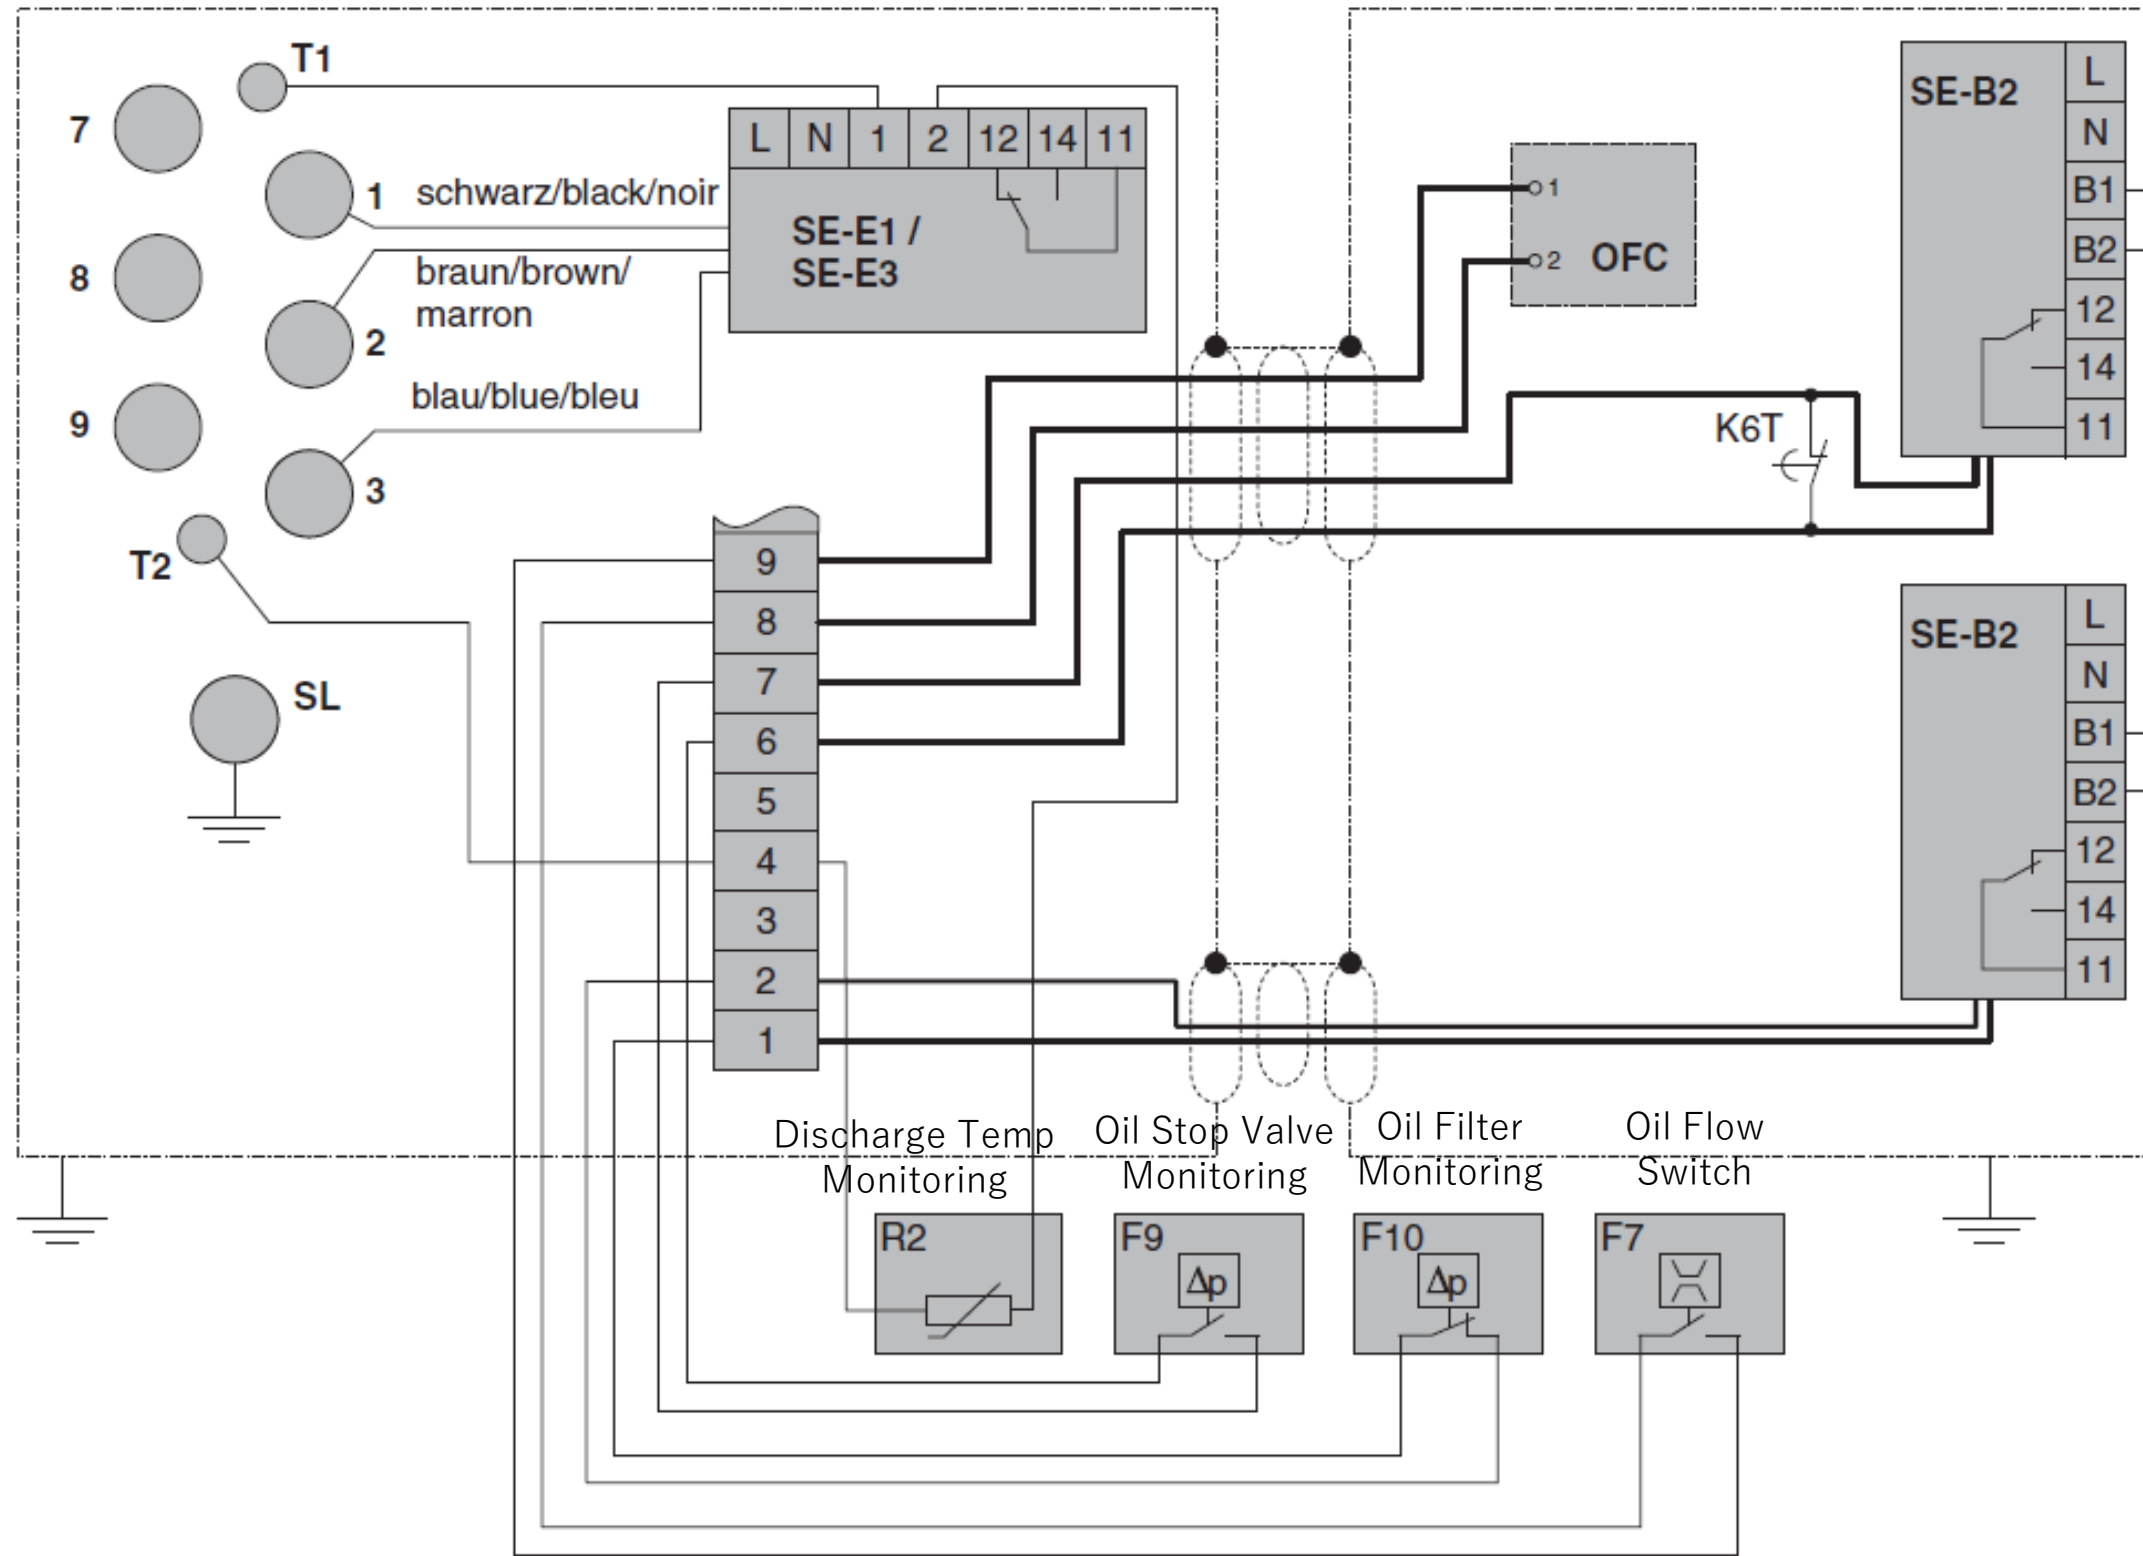 T1
7
1 schwarz/black/noir
8
braun/brown/
marron
2
9
blau/blue/bleu
3
T2
SL
L N 1 2 12 14 11
SE-E1 /
SE-E3
1
2 OFC
K6T
SE-B2
L
N
B1
B2
12
14
11
9
8
7
6
5
4
3
2
1
SE-B2
L
N
B1
B2
12
14
11
Discharge Temp
Monitoring
Oil Stop Valve
Monitoring
Oil Filter
Monitoring
Oil Flow
Switch
R2
F9
Δp
F10
Δp
F7